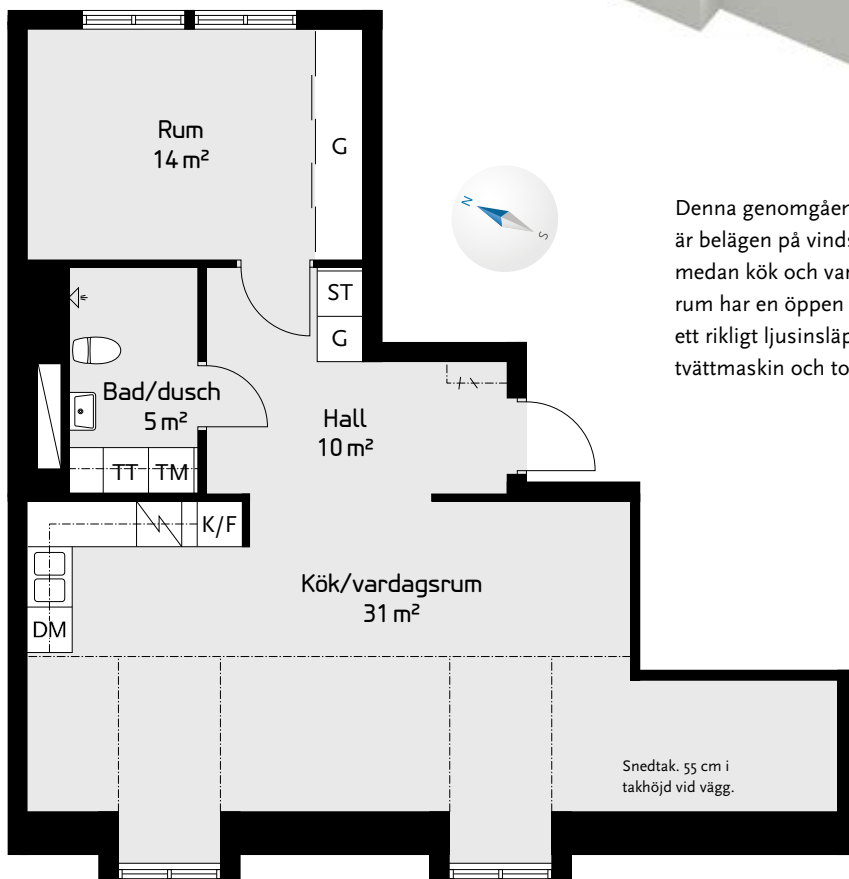 Rum
14 m²
G
N
S
Denna genomgåen
är belägen på vinds
medan kök och var
rum har en öppen
ett rikligt ljusinsläp
tvättmaskin och to
ST
G
Bad/dusch
5 m²
Hall
10 m²
TT TM
K/F
Kök/vardagsrum
31 m²
DM
Snedtak. 55 cm i
takhöjd vid vägg.